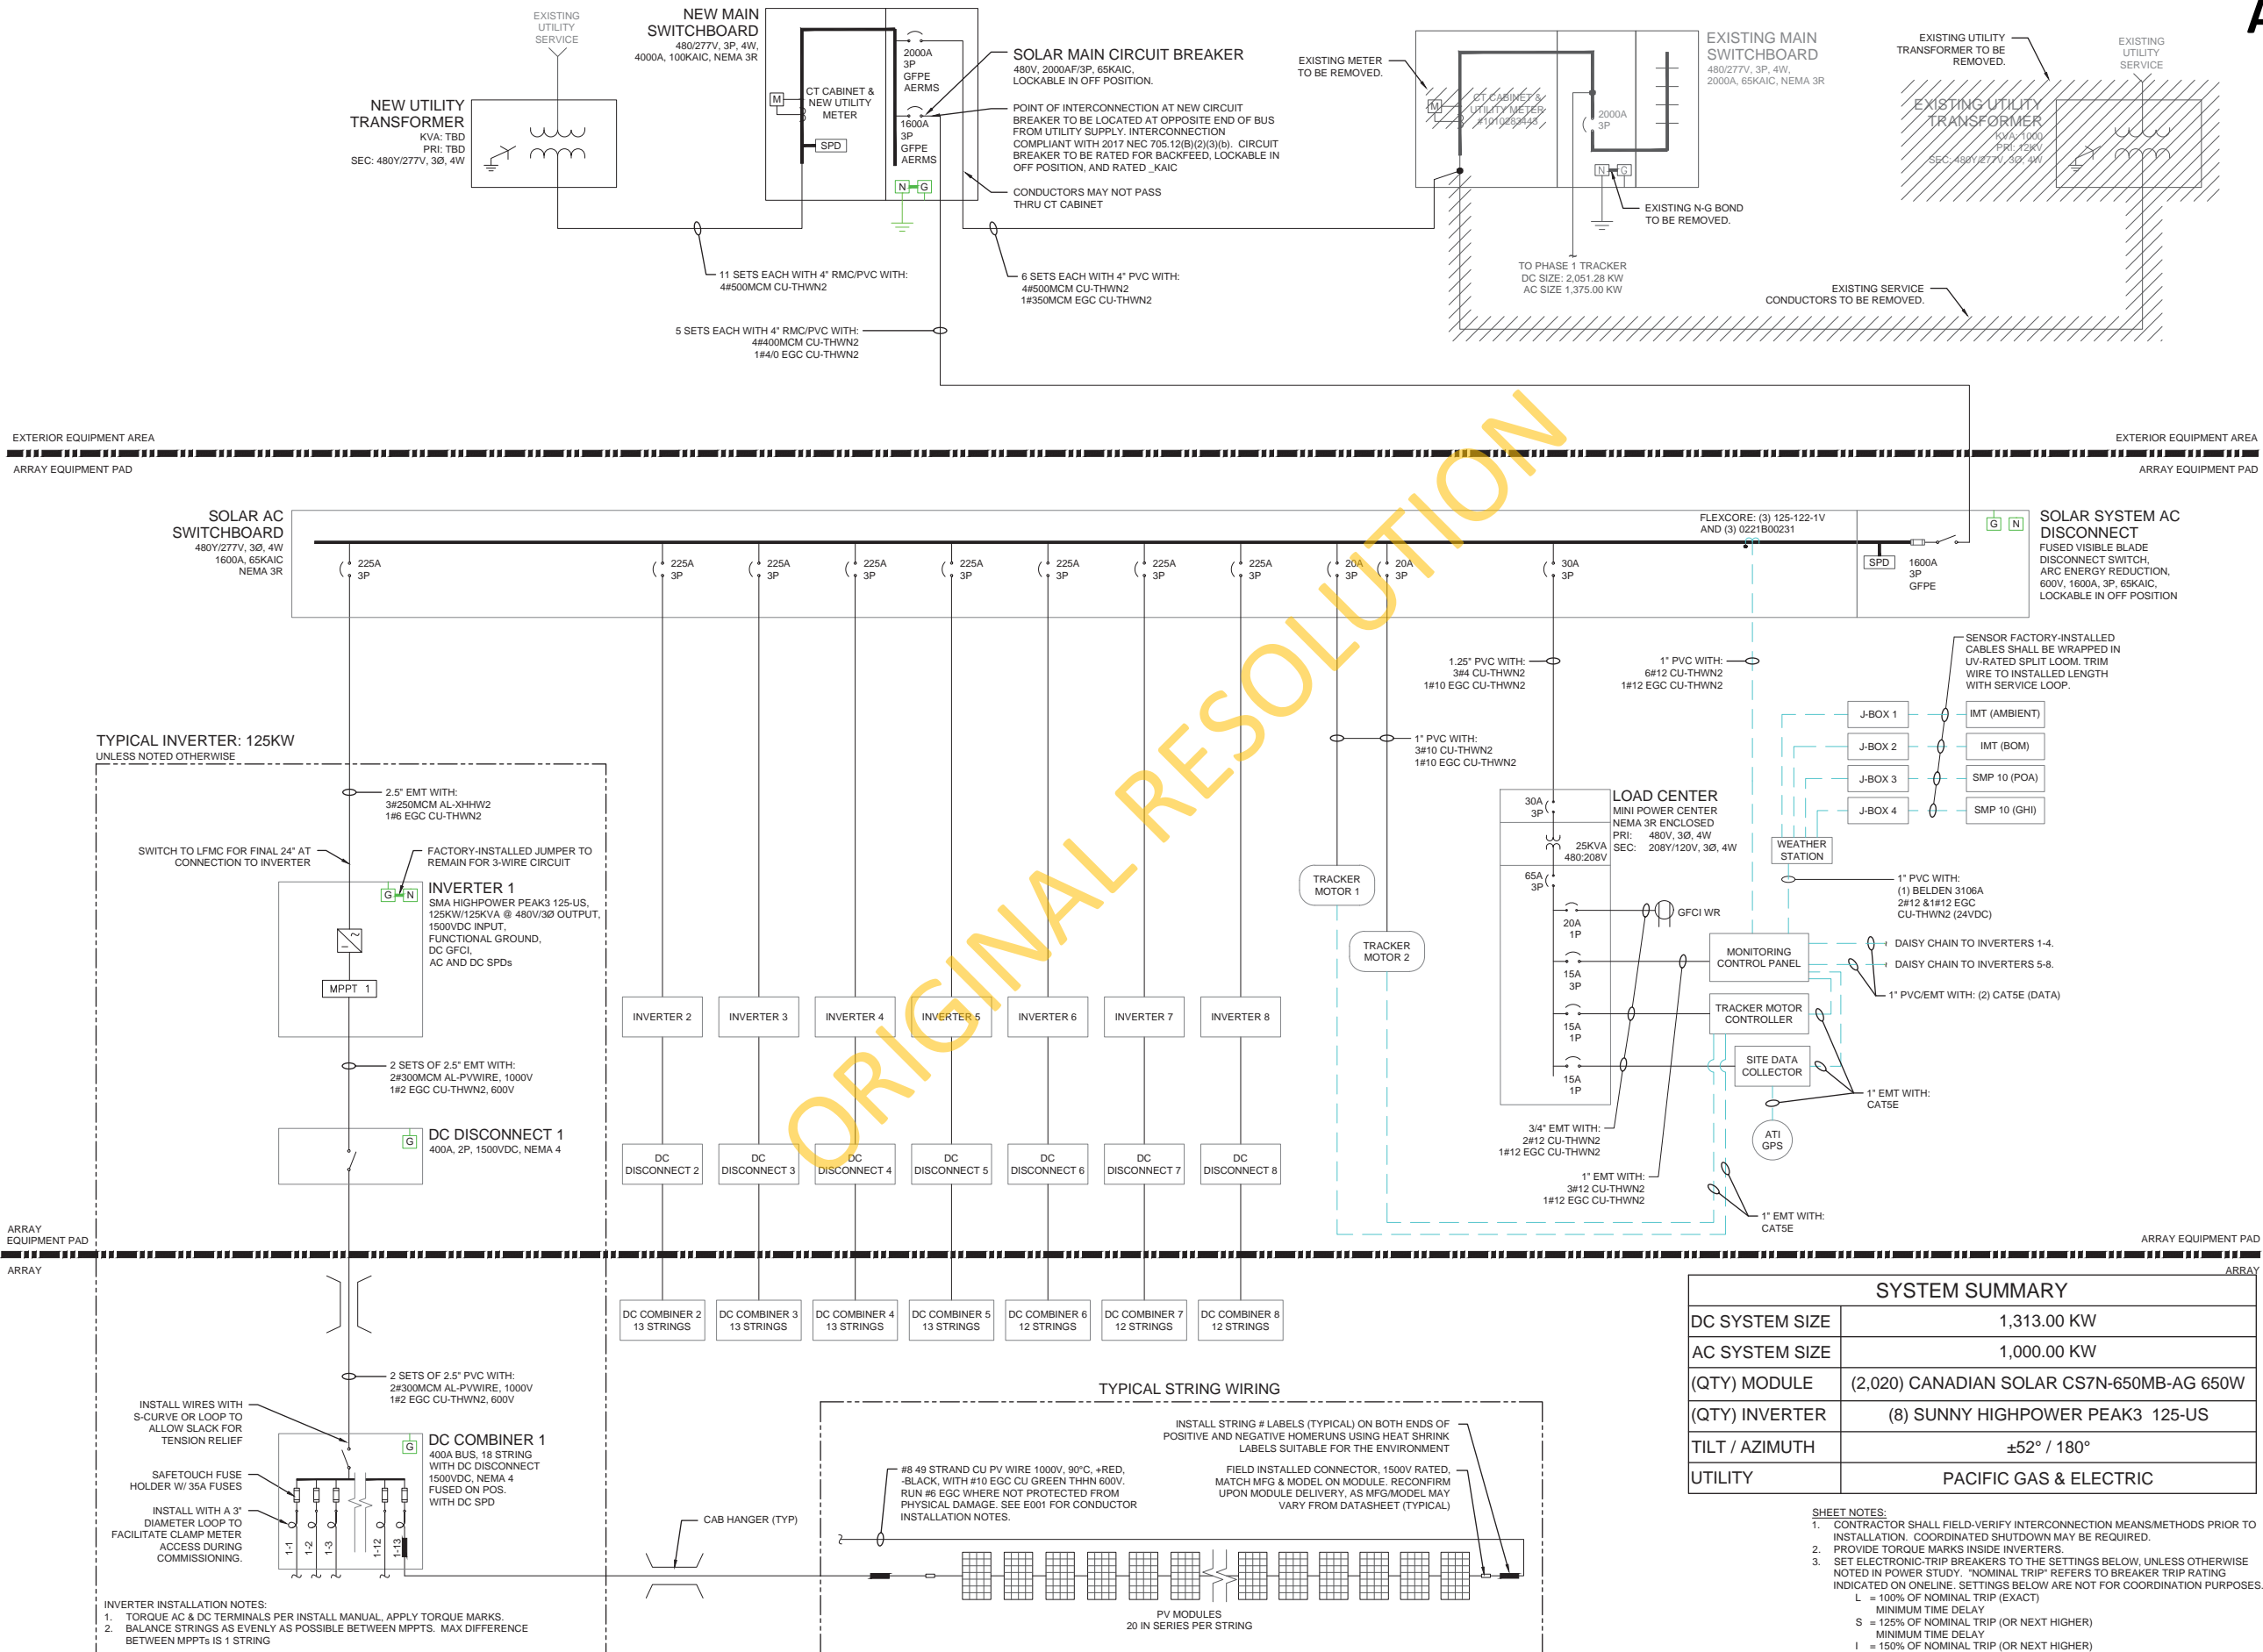 A
EXISTING
UTILITY
SERVICE
NEW MAIN
SWITCHBOARD
480/277V, 3P, 4W,
4000A, 100KAIC, NEMA 3R
NEW UTILITY
TRANSFORMER
KVA: TBD
PRI: TBD
SEC: 480Y/277V, 3Ø, 4W
M
CT CABINET &
NEW UTILITY
METER
SPD
2000A
3P
GFPE
AERMS
1600A
3P
GFPE
AERMS
N
G
SOLAR MAIN CIRCUIT BREAKER
480V, 2000AF/3P, 65KAIC,
LOCKABLE IN OFF POSITION.
POINT OF INTERCONNECTION AT NEW CIRCUIT
BREAKER TO BE LOCATED AT OPPOSITE END OF BUS
FROM UTILITY SUPPLY. INTERCONNECTION
COMPLIANT WITH 2017 NEC 705.12(B)(2)(3)(b). CIRCUIT
BREAKER TO BE RATED FOR BACKFEED, LOCKABLE IN
OFF POSITION, AND RATED _KAIC
CONDUCTORS MAY NOT PASS
THRU CT CABINET
EXISTING METER
TO BE REMOVED.
M
CT CABINET &
UTILITY METER
#1010283443
2000A
3P
N
G
EXISTING MAIN
SWITCHBOARD
480/277V, 3P, 4W,
2000A, 65KAIC, NEMA 3R
EXISTING N-G BOND
TO BE REMOVED.
EXISTING UTILITY
TRANSFORMER TO BE
REMOVED.
EXISTING
UTILITY
SERVICE
EXISTING UTILITY
TRANSFORMER
KVA: 1000
PRI: 12KV
SEC: 480Y/277V, 3Ø, 4W
11 SETS EACH WITH 4" RMC/PVC WITH:
4#500MCM CU-THWN2
6 SETS EACH WITH 4" PVC WITH:
4#500MCM CU-THWN2
1#350MCM EGC CU-THWN2
TO PHASE 1 TRACKER
DC SIZE: 2,051.28 KW
AC SIZE 1,375.00 KW
EXISTING SERVICE
CONDUCTORS TO BE REMOVED.
5 SETS EACH WITH 4" RMC/PVC WITH:
4#400MCM CU-THWN2
1#4/0 EGC CU-THWN2
EXTERIOR EQUIPMENT AREA
EXTERIOR EQUIPMENT AREA
ARRAY EQUIPMENT PAD
ARRAY EQUIPMENT PAD
SOLAR AC
SWITCHBOARD
480Y/277V, 3Ø, 4W
1600A, 65KAIC
NEMA 3R
225A
3P
225A
3P
225A
3P
225A
3P
225A
3P
225A
3P
225A
3P
225A
3P
20A
3P
20A
3P
30A
3P
FLEXCORE: (3) 125-122-1V
AND (3) 0221B00231
SPD
1600A
3P
GFPE
G
N
SOLAR SYSTEM AC
DISCONNECT
FUSED VISIBLE BLADE
DISCONNECT SWITCH,
ARC ENERGY REDUCTION,
600V, 1600A, 3P, 65KAIC,
LOCKABLE IN OFF POSITION
1.25" PVC WITH:
3#4 CU-THWN2
1#10 EGC CU-THWN2
1" PVC WITH:
6#12 CU-THWN2
1#12 EGC CU-THWN2
SENSOR FACTORY-INSTALLED
CABLES SHALL BE WRAPPED IN
UV-RATED SPLIT LOOM. TRIM
WIRE TO INSTALLED LENGTH
WITH SERVICE LOOP.
J-BOX 1
IMT (AMBIENT)
J-BOX 2
IMT (BOM)
J-BOX 3
SMP 10 (POA)
J-BOX 4
SMP 10 (GHI)
WEATHER
STATION
1" PVC WITH:
3#10 CU-THWN2
1#10 EGC CU-THWN2
TYPICAL INVERTER: 125KW
UNLESS NOTED OTHERWISE
2.5" EMT WITH:
3#250MCM AL-XHHW2
1#6 EGC CU-THWN2
SWITCH TO LFMC FOR FINAL 24" AT
CONNECTION TO INVERTER
FACTORY-INSTALLED JUMPER TO
REMAIN FOR 3-WIRE CIRCUIT
G
N
INVERTER 1
SMA HIGHPOWER PEAK3 125-US,
125KW/125KVA @ 480V/3Ø OUTPUT,
1500VDC INPUT,
FUNCTIONAL GROUND,
DC GFCI,
AC AND DC SPDs
MPPT 1
30A
3P
25KVA
480:208V
65A
3P
20A
1P
15A
3P
15A
1P
15A
1P
LOAD CENTER
MINI POWER CENTER
NEMA 3R ENCLOSED
PRI: 480V, 3Ø, 4W
SEC: 208Y/120V, 3Ø, 4W
GFCI WR
TRACKER
MOTOR 1
TRACKER
MOTOR 2
1" PVC WITH:
(1) BELDEN 3106A
2#12 &1#12 EGC
CU-THWN2 (24VDC)
MONITORING
CONTROL PANEL
DAISY CHAIN TO INVERTERS 1-4.
DAISY CHAIN TO INVERTERS 5-8.
1" PVC/EMT WITH: (2) CAT5E (DATA)
TRACKER MOTOR
CONTROLLER
SITE DATA
COLLECTOR
1" EMT WITH:
CAT5E
ATI
GPS
INVERTER 2
INVERTER 3
INVERTER 4
INVERTER 5
INVERTER 6
INVERTER 7
INVERTER 8
2 SETS OF 2.5" EMT WITH:
2#300MCM AL-PVWIRE, 1000V
1#2 EGC CU-THWN2, 600V
G
DC DISCONNECT 1
400A, 2P, 1500VDC, NEMA 4
DC
DISCONNECT 2
DC
DISCONNECT 3
DC
DISCONNECT 4
DC
DISCONNECT 5
DC
DISCONNECT 6
DC
DISCONNECT 7
DC
DISCONNECT 8
3/4" EMT WITH:
2#12 CU-THWN2
1#12 EGC CU-THWN2
1" EMT WITH:
3#12 CU-THWN2
1#12 EGC CU-THWN2
1" EMT WITH:
CAT5E
ORIGINAL RESOLUTION
ARRAY
EQUIPMENT PAD
ARRAY EQUIPMENT PAD
ARRAY
ARRAY
DC COMBINER 2
13 STRINGS
DC COMBINER 3
13 STRINGS
DC COMBINER 4
13 STRINGS
DC COMBINER 5
13 STRINGS
DC COMBINER 6
12 STRINGS
DC COMBINER 7
12 STRINGS
DC COMBINER 8
12 STRINGS
2 SETS OF 2.5" PVC WITH:
2#300MCM AL-PVWIRE, 1000V
1#2 EGC CU-THWN2, 600V
INSTALL WIRES WITH
S-CURVE OR LOOP TO
ALLOW SLACK FOR
TENSION RELIEF
SAFETOUCH FUSE
HOLDER W/ 35A FUSES
INSTALL WITH A 3"
DIAMETER LOOP TO
FACILITATE CLAMP METER
ACCESS DURING
COMMISSIONING.
G
DC COMBINER 1
400A BUS, 18 STRING
WITH DC DISCONNECT
1500VDC, NEMA 4
FUSED ON POS.
WITH DC SPD
1-1
1-2
1-3
1-12
1-13
INVERTER INSTALLATION NOTES:
1. TORQUE AC & DC TERMINALS PER INSTALL MANUAL, APPLY TORQUE MARKS.
2. BALANCE STRINGS AS EVENLY AS POSSIBLE BETWEEN MPPTS. MAX DIFFERENCE
BETWEEN MPPTs IS 1 STRING
CAB HANGER (TYP)
TYPICAL STRING WIRING
INSTALL STRING # LABELS (TYPICAL) ON BOTH ENDS OF
POSITIVE AND NEGATIVE HOMERUNS USING HEAT SHRINK
LABELS SUITABLE FOR THE ENVIRONMENT
#8 49 STRAND CU PV WIRE 1000V, 90°C, +RED,
-BLACK, WITH #10 EGC CU GREEN THHN 600V.
RUN #6 EGC WHERE NOT PROTECTED FROM
PHYSICAL DAMAGE. SEE E001 FOR CONDUCTOR
INSTALLATION NOTES.
FIELD INSTALLED CONNECTOR, 1500V RATED,
MATCH MFG & MODEL ON MODULE. RECONFIRM
UPON MODULE DELIVERY, AS MFG/MODEL MAY
VARY FROM DATASHEET (TYPICAL)
PV MODULES
20 IN SERIES PER STRING
SYSTEM SUMMARY
DC SYSTEM SIZE 1,313.00 KW
AC SYSTEM SIZE 1,000.00 KW
(QTY) MODULE (2,020) CANADIAN SOLAR CS7N-650MB-AG 650W
(QTY) INVERTER (8) SUNNY HIGHPOWER PEAK3 125-US
TILT / AZIMUTH ±52° / 180°
UTILITY PACIFIC GAS & ELECTRIC
SHEET NOTES:
1. CONTRACTOR SHALL FIELD-VERIFY INTERCONNECTION MEANS/METHODS PRIOR TO
INSTALLATION. COORDINATED SHUTDOWN MAY BE REQUIRED.
2. PROVIDE TORQUE MARKS INSIDE INVERTERS.
3. SET ELECTRONIC-TRIP BREAKERS TO THE SETTINGS BELOW, UNLESS OTHERWISE
NOTED IN POWER STUDY. "NOMINAL TRIP" REFERS TO BREAKER TRIP RATING
INDICATED ON ONELINE. SETTINGS BELOW ARE NOT FOR COORDINATION PURPOSES.
L = 100% OF NOMINAL TRIP (EXACT)
MINIMUM TIME DELAY
S = 125% OF NOMINAL TRIP (OR NEXT HIGHER)
MINIMUM TIME DELAY
I = 150% OF NOMINAL TRIP (OR NEXT HIGHER)